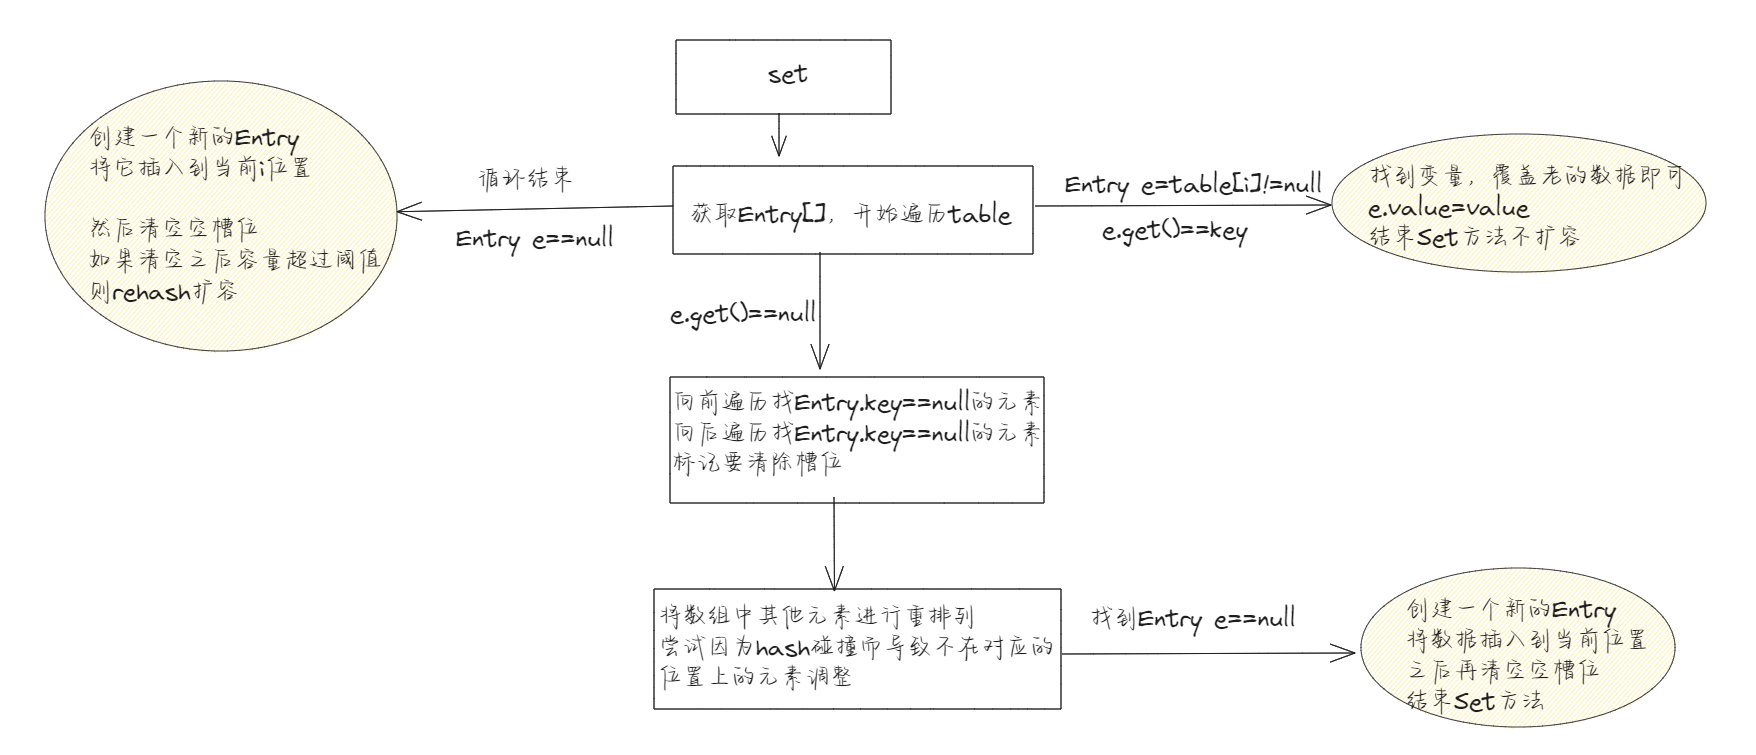 set
创建一个新的Entry
将它插入到当前i位置
然后清空空槽位
如果清空之后容量超过阈值
则rehash扩容
循环结束
Entry e==null
获取Entry[]，开始遍历table
Entry e=table[i]!=null
e.get()==key
找到变量，覆盖老的数据即可
e.value=value
结束Set方法不扩容
e.get()==null
向前遍历找Entry.key==null的元素
向后遍历找Entry.key==null的元素
标记要清除槽位
将数组中其他元素进行重排列
尝试因为hash碰撞而导致不在对应的
位置上的元素调整
找到Entry e==null
创建一个新的Entry
将数据插入到当前位置
之后再清空空槽位
结束Set方法